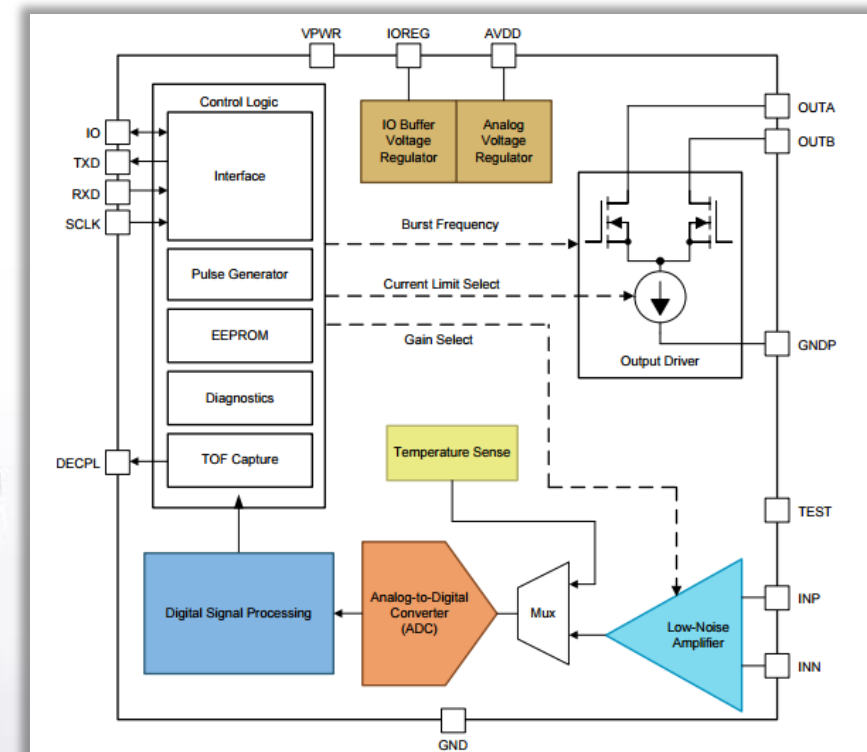 VPWR
IOREG
AVDD
Control Logic
IO
TXD
RXD
SCLK
Interface
IO Buffer
Voltage
Regulator
Analog
Voltage
Regulator
OUTA
OUTB
Burst Frequency
Pulse Generator
Current Limit Select
EEPROM
Gain Select
Output Driver
GNDP
Diagnostics
DECPL
TOF Capture
Temperature Sense
TEST
Digital Signal Processing
Analog-to-Digital
Converter
(ADC)
Mux
Low-Noise
Amplifier
INP
INN
GND